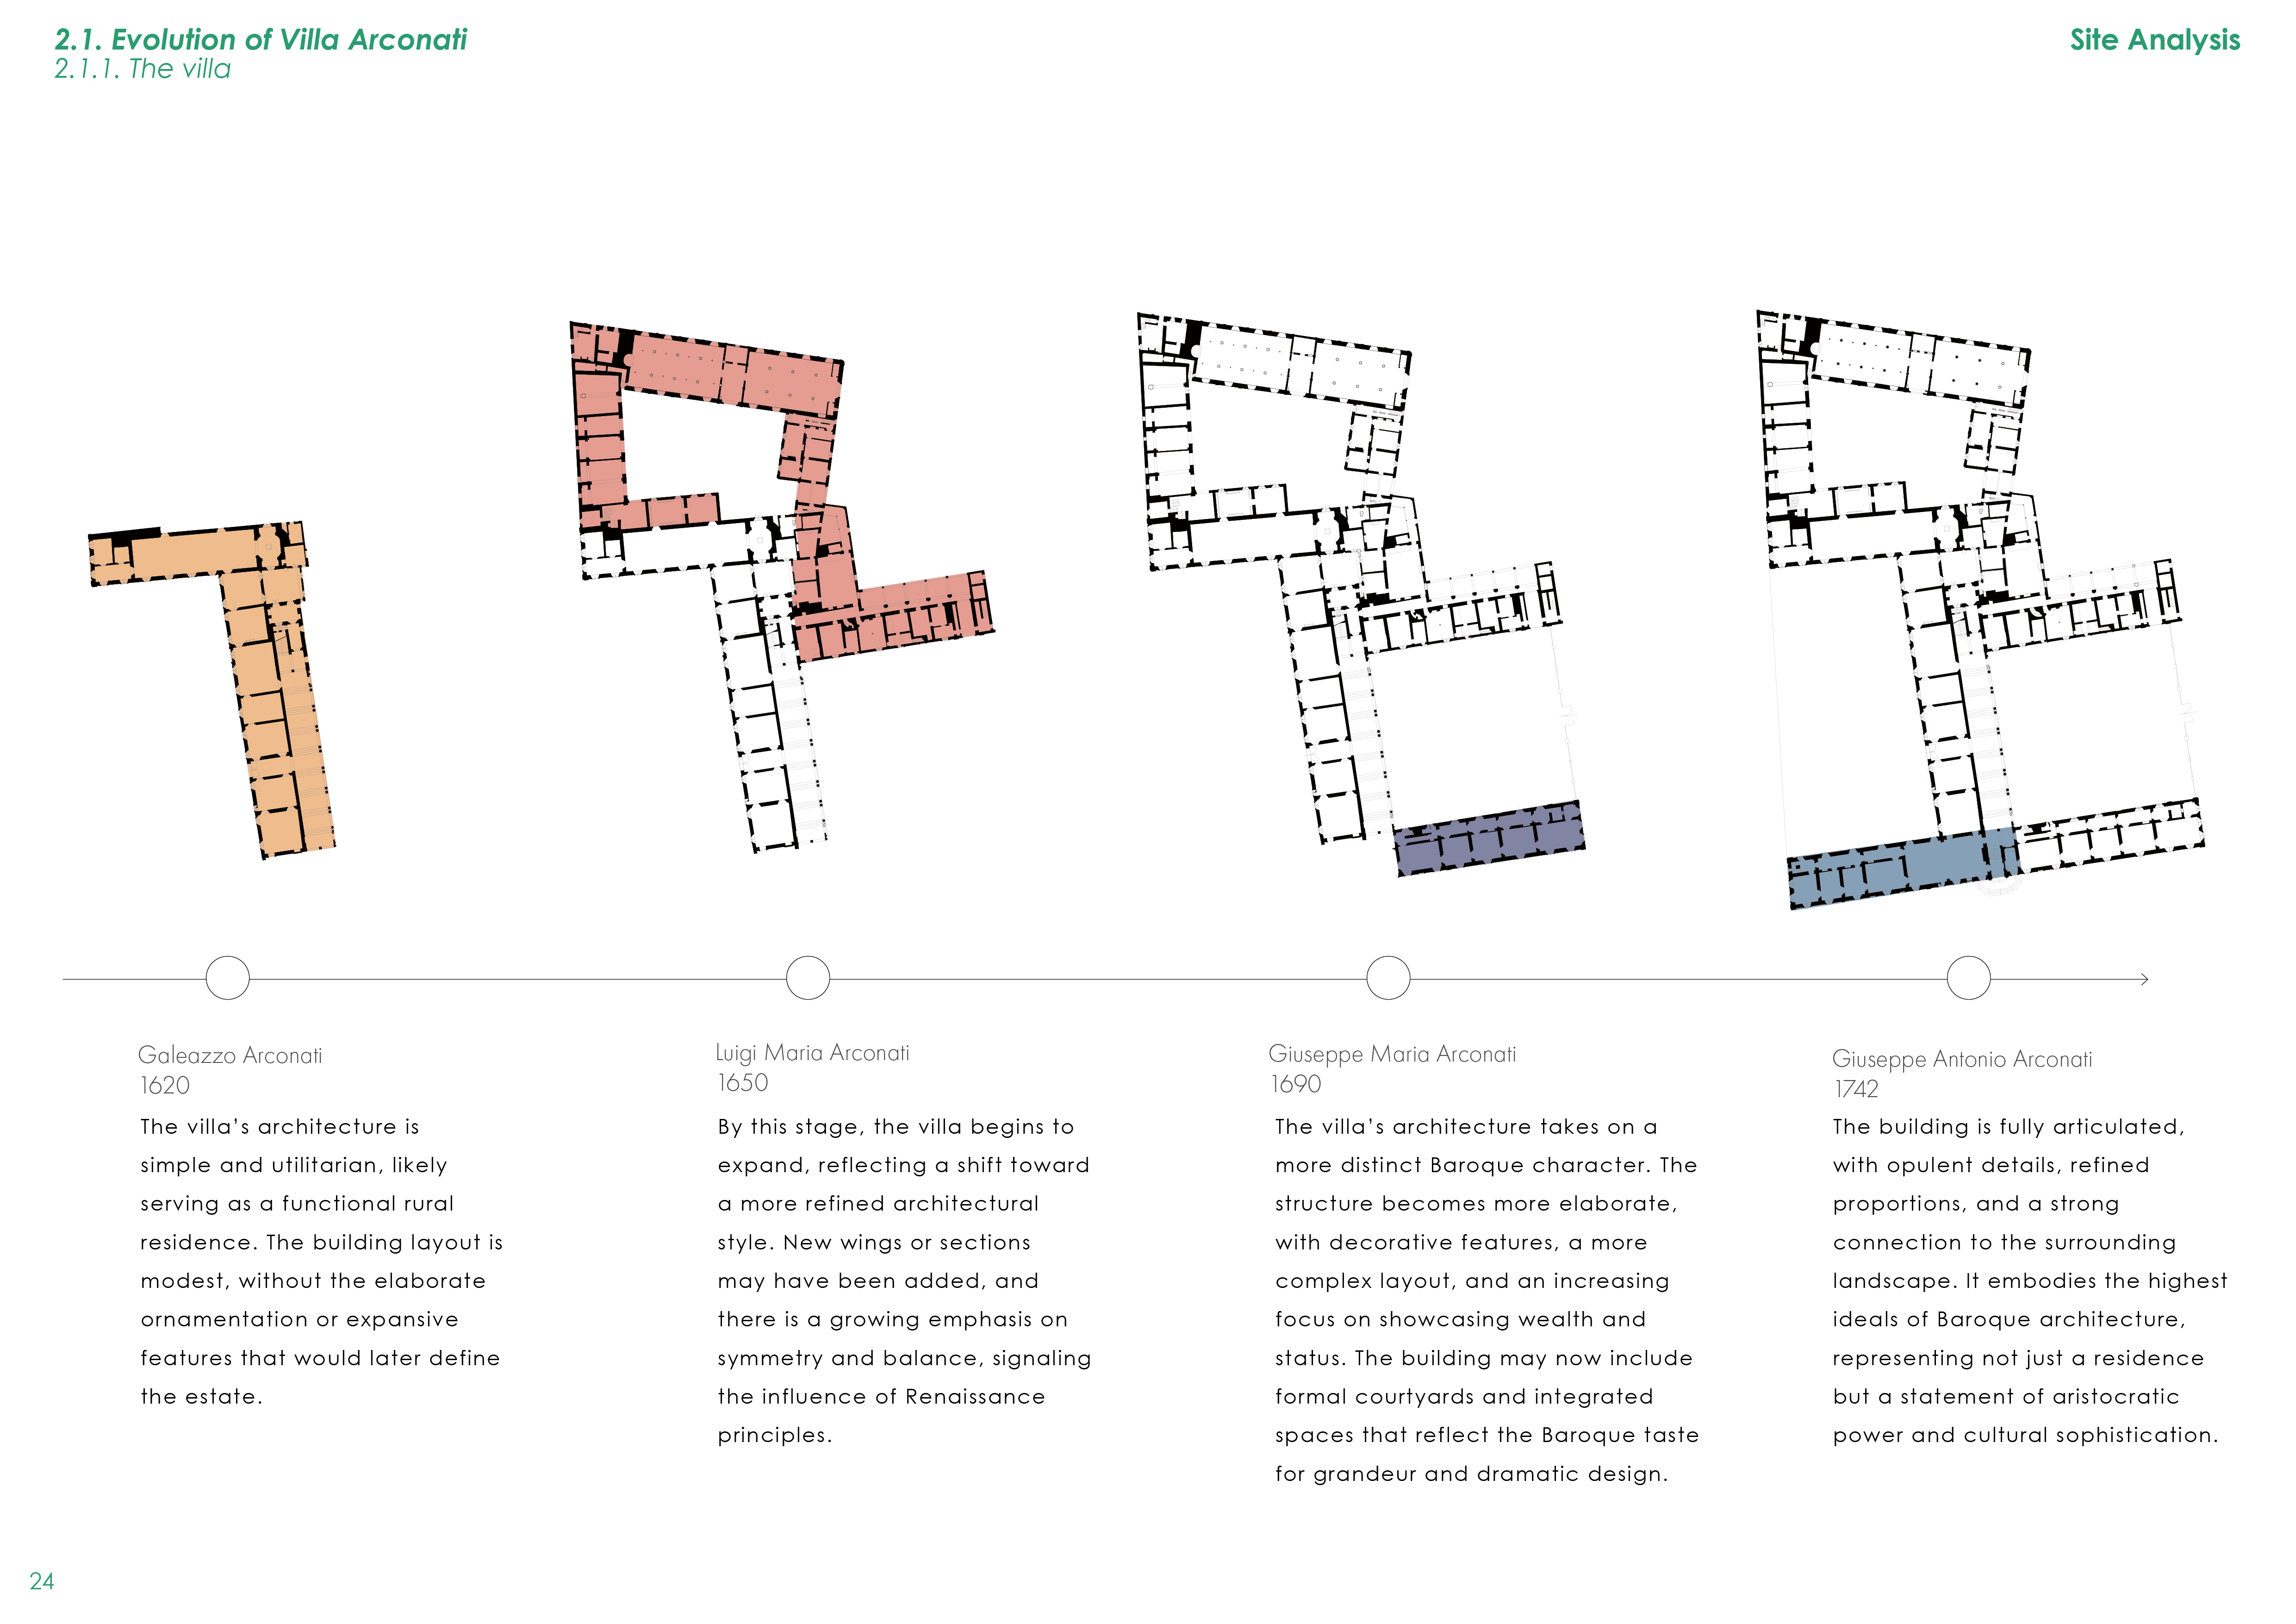 2.1. Evolution of Villa Arconati
2.1.1. The villa
Site Analysis
Galeazzo Arconati
1620
The villa’s architecture is
simple and utilitarian, likely
serving as a functional rural
residence. The building layout is
modest, without the elaborate
ornamentation or expansive
features that would later define
the estate.
Luigi Maria Arconati
1650
By this stage, the villa begins to
expand, reflecting a shift toward
a more refined architectural
style. New wings or sections
may have been added, and
there is a growing emphasis on
symmetry and balance, signaling
the influence of Renaissance
principles.
Giuseppe Maria Arconati
1690
The villa’s architecture takes on a
more distinct Baroque character. The
structure becomes more elaborate,
with decorative features, a more
complex layout, and an increasing
focus on showcasing wealth and
status. The building may now include
formal courtyards and integrated
spaces that reflect the Baroque taste
for grandeur and dramatic design.
Giuseppe Antonio Arconati
1742
The building is fully articulated,
with opulent details, refined
proportions, and a strong
connection to the surrounding
landscape. It embodies the highest
ideals of Baroque architecture,
representing not just a residence
but a statement of aristocratic
power and cultural sophistication.
24